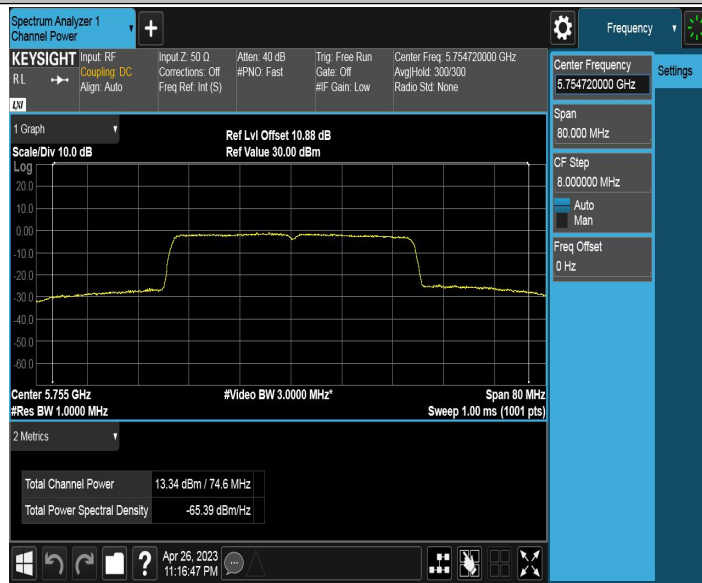 Spectrum Analyzer 1
Channel Power
+
Frequency
KEYSIGHT
RL
LXI
Input: RF
Coupling: DC
Align: Auto
Input Z: 50 Ω
Corrections: Off
Freq Ref: Int (S)
Atten: 40 dB
#PNO: Fast
Trig: Free Run
Gate: Off
#IF Gain: Low
Center Freq: 5.754720000 GHz
Avg|Hold: 300/300
Radio Std: None
Center Frequency
5.754720000 GHz
Settings
Span
80.000 MHz
CF Step
8.000000 MHz
Auto
Man
Freq Offset
0 Hz
1 Graph
Scale/Div 10.0 dB
Ref Lvl Offset 10.88 dB
Ref Value 30.00 dBm
Log
20.0
10.0
0.00
-10.0
-20.0
-30.0
-40.0
-50.0
-60.0
Center 5.755 GHz
#Res BW 1.0000 MHz
#Video BW 3.0000 MHz*
Span 80 MHz
Sweep 1.00 ms (1001 pts)
2 Metrics
Total Channel Power 13.34 dBm / 74.6 MHz
Total Power Spectral Density -65.39 dBm/Hz
?
Apr 26, 2023
11:16:47 PM